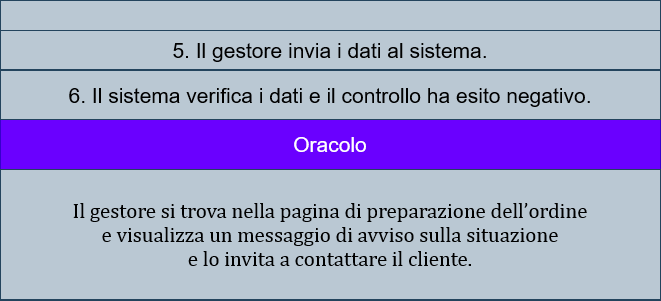 5. Il gestore invia i dati al sistema.
6. Il sistema verifica i dati e il controllo ha esito negativo.
Oracolo
Il gestore si trova nella pagina di preparazione dell’ordine
e visualizza un messaggio di avviso sulla situazione
e lo invita a contattare il cliente.